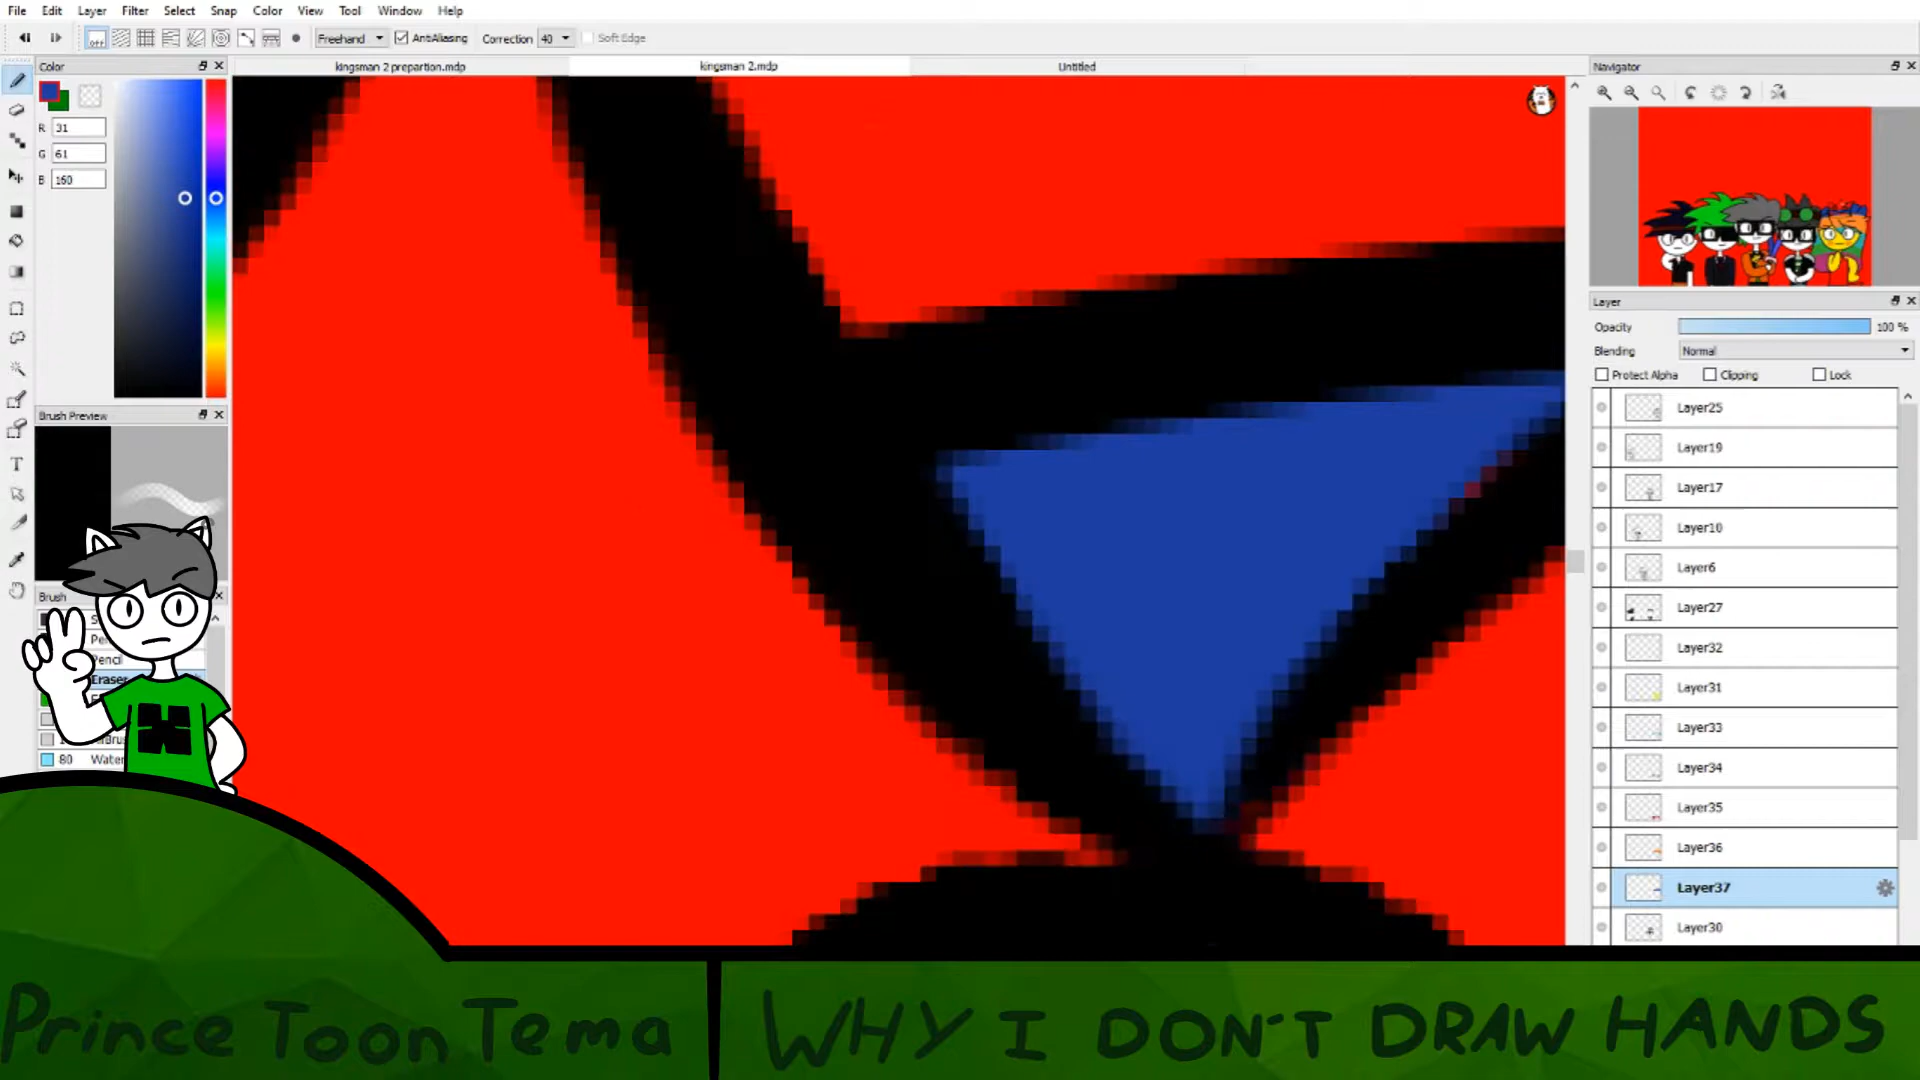 File Edit Layer Filter Select Snap Color View Tool Window Help
Freehand AntiAliasing Correction 40 Soft Edge
Color
kingsman 2 prepartion.mdp
kingsman 2.mdp
Untitled
Navigator
R 31
G 61
B 160
Layer
Opacity 100 %
Blending Normal
Protect Alpha Clipping Lock
Layer25
Layer19
Layer17
Layer10
Layer6
Layer27
Layer32
Layer31
Layer33
Layer34
Layer35
Layer36
Layer37
Layer30
Brush Preview
Brush
Pencil
Eraser
80 Water
Prince Toon Tema
WHY I DON'T DRAW HANDS